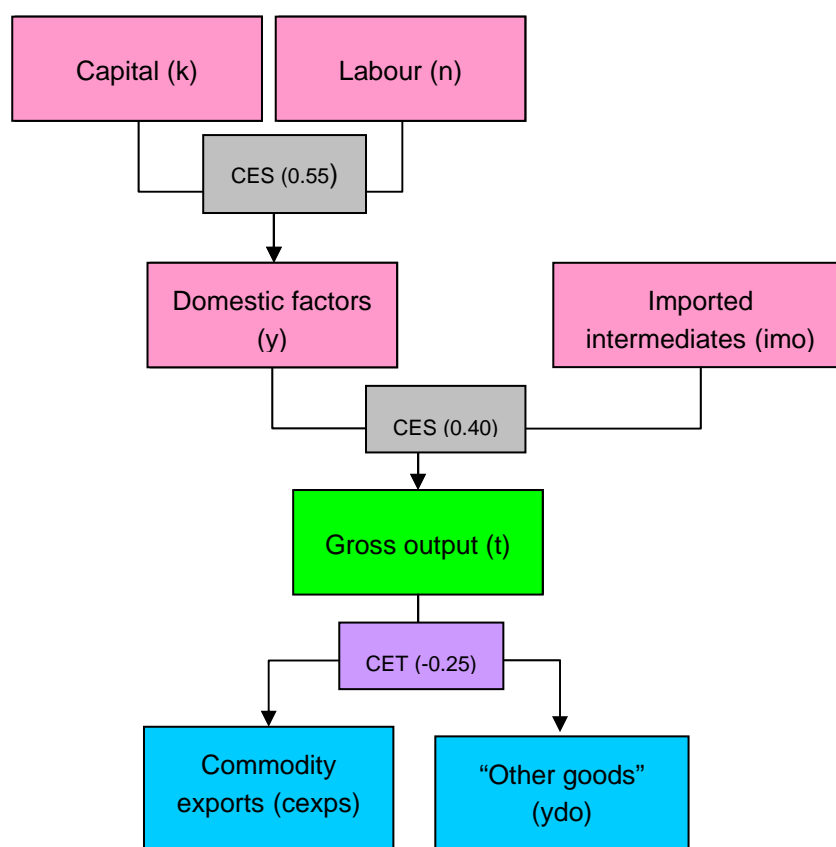 Capital (k)
Labour (n)
CES (0.55)
Domestic factors
(y)
Imported
intermediates (imo)
CES (0.40)
Gross output (t)
CET (-0.25)
Commodity
exports (cexps)
“Other goods”
(ydo)